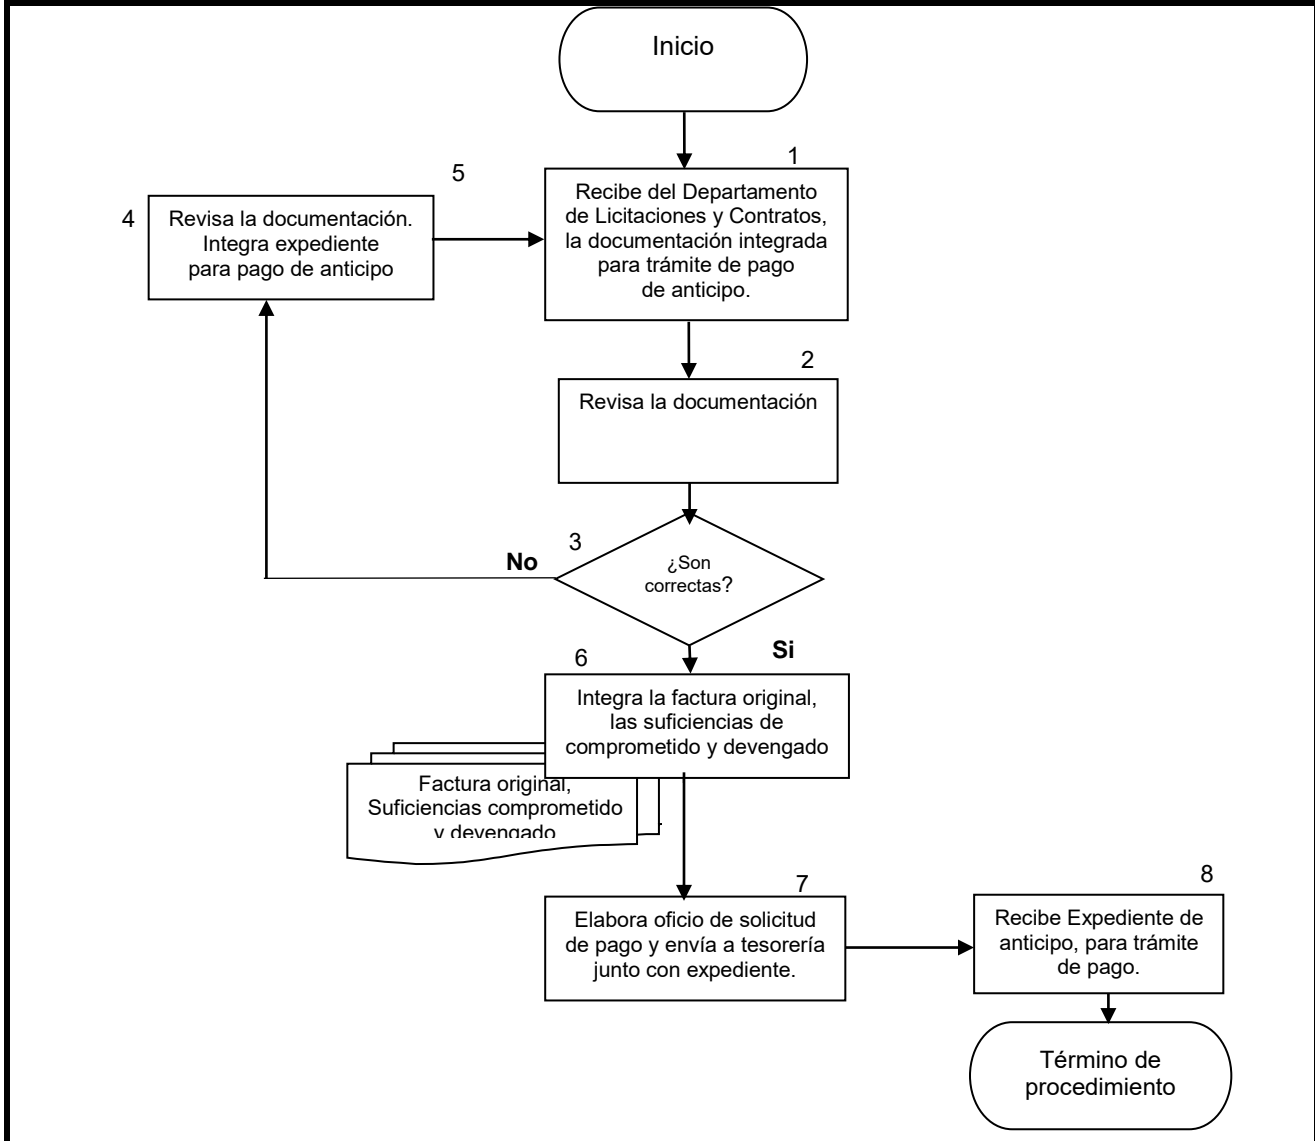 Inicio
1
Recibe del Departamento
de Licitaciones y Contratos,
la documentación integrada
para trámite de pago
de anticipo.
5
4
Revisa la documentación.
Integra expediente
para pago de anticipo
2
Revisa la documentación
3
¿Son
correctas?
No
Si
6
Integra la factura original,
las suficiencias de
comprometido y devengado
Factura original,
Suficiencias comprometido
y devengado
7
Elabora oficio de solicitud
de pago y envía a tesorería
junto con expediente.
8
Recibe Expediente de
anticipo, para trámite
de pago.
Término de
procedimiento